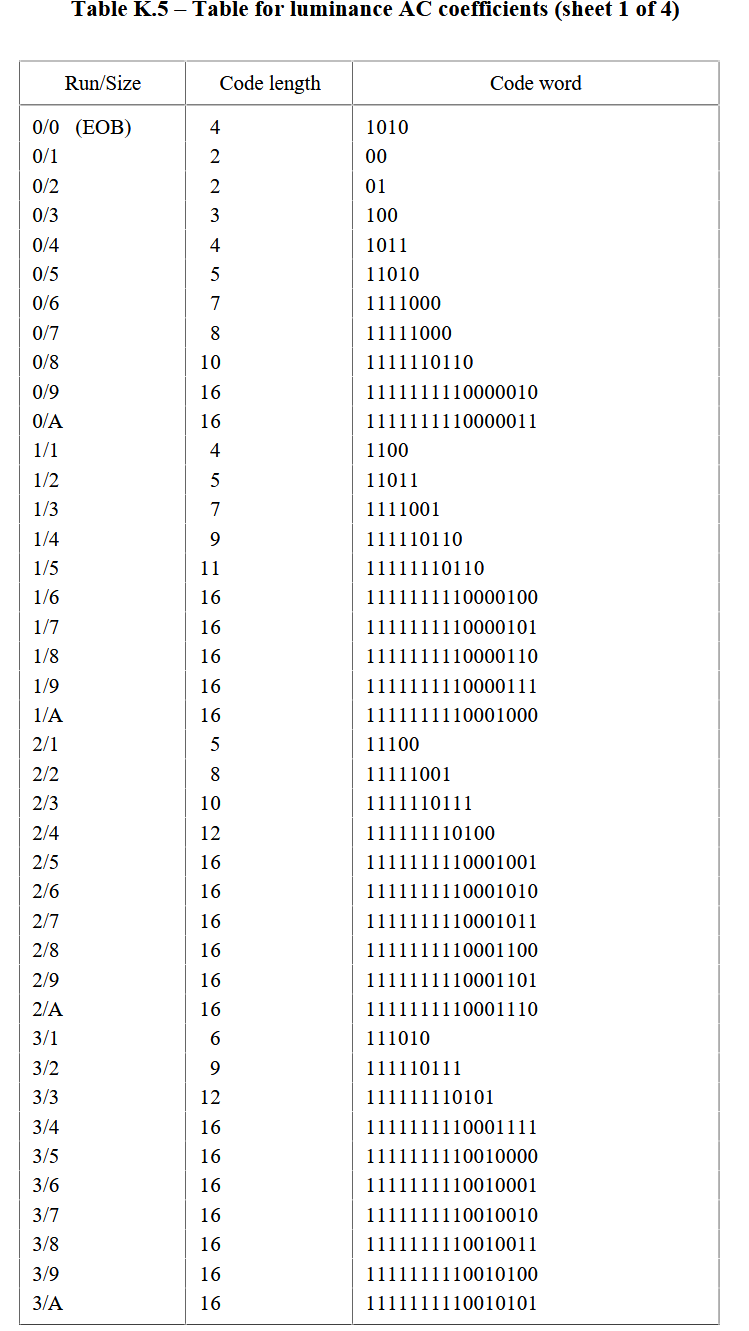 Table K.5 – Table for luminance AC coefficients (sheet 1 of 4)
Run/Size Code length Code word
0/0 (EOB) 4 1010
0/1 2 00
0/2 2 01
0/3 3 100
0/4 4 1011
0/5 5 11010
0/6 7 1111000
0/7 8 11111000
0/8 10 1111110110
0/9 16 1111111110000010
0/A 16 1111111110000011
1/1 4 1100
1/2 5 11011
1/3 7 1111001
1/4 9 111110110
1/5 11 11111110110
1/6 16 1111111110000100
1/7 16 1111111110000101
1/8 16 1111111110000110
1/9 16 1111111110000111
1/A 16 1111111110001000
2/1 5 11100
2/2 8 11111001
2/3 10 1111110111
2/4 12 111111110100
2/5 16 1111111110001001
2/6 16 1111111110001010
2/7 16 1111111110001011
2/8 16 1111111110001100
2/9 16 1111111110001101
2/A 16 1111111110001110
3/1 6 111010
3/2 9 111110111
3/3 12 111111110101
3/4 16 1111111110001111
3/5 16 1111111110010000
3/6 16 1111111110010001
3/7 16 1111111110010010
3/8 16 1111111110010011
3/9 16 1111111110010100
3/A 16 1111111110010101